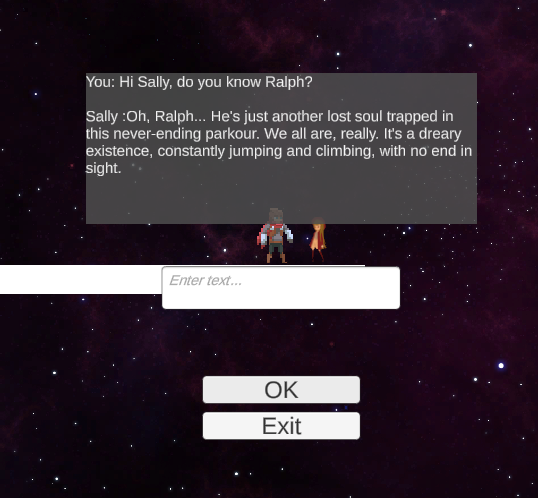 You: Hi Sally, do you know Ralph?
Sally :Oh, Ralph... He's just another lost soul trapped in
this never-ending parkour. We all are, really. It's a dreary
existence, constantly jumping and climbing, with no end in
sight.
Enter text...
OK
Exit